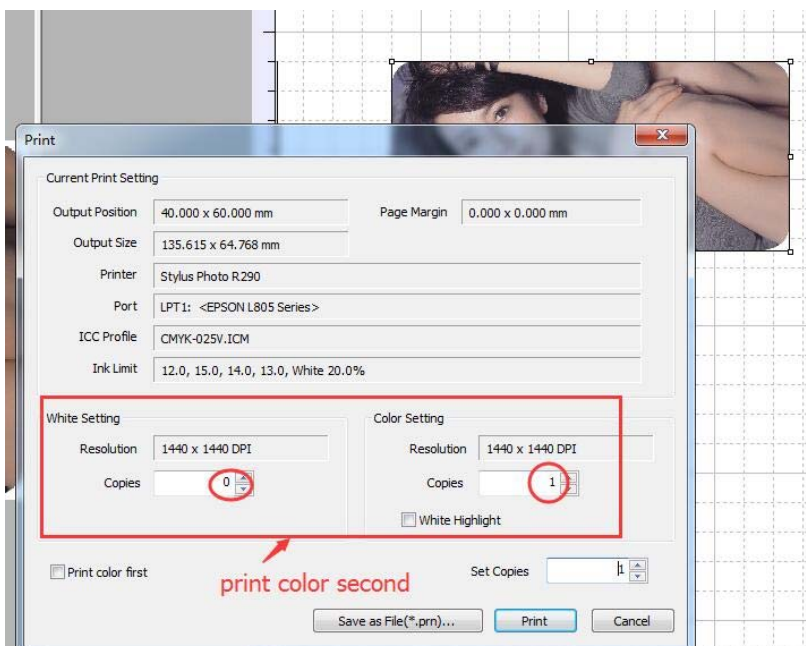 Print
Current Print Setting
Output Position 40.000 x 60.000 mm Page Margin 0.000 x 0.000 mm
Output Size 135.615 x 64.768 mm
Printer Stylus Photo R290
Port LPT1: <EPSON L805 Series>
ICC Profile CMYK-025V.ICM
Ink Limit 12.0, 15.0, 14.0, 13.0, White 20.0%
White Setting Color Setting
Resolution 1440 x 1440 DPI Resolution 1440 x 1440 DPI
Copies 0 Copies 1
White Highlight
Print color first Set Copies 1
print color second
Save as File(*.prn)... Print Cancel